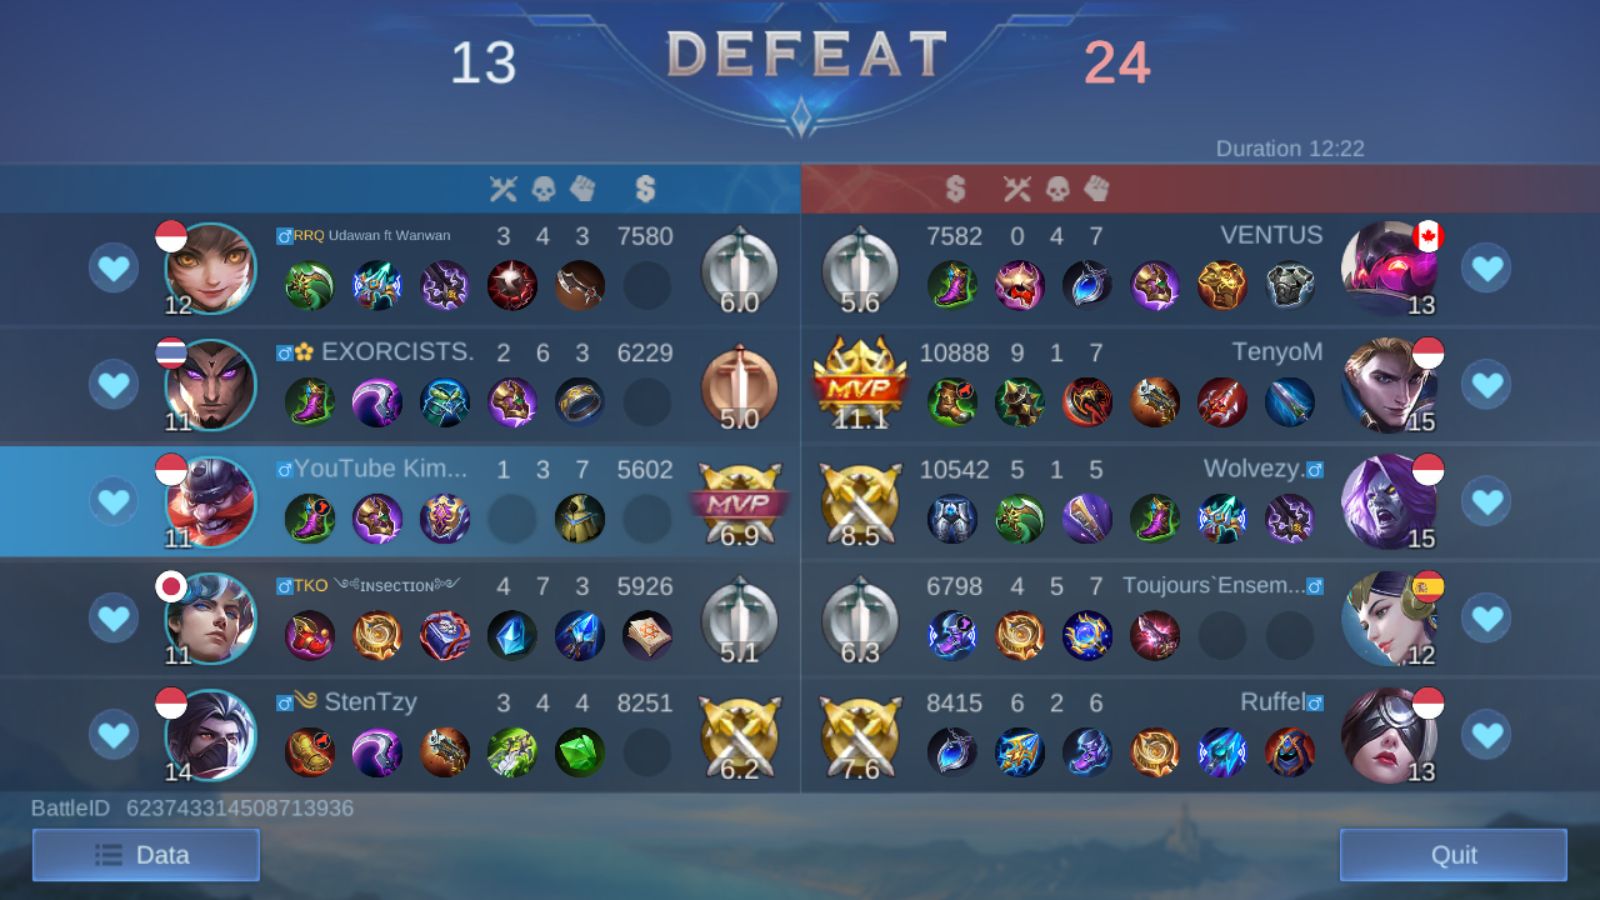 13 DEFEAT 24
Duration 12:22
RRQ Udawan ft Wanwan 3 4 3 7580
12 6.0
7582 0 4 7 VENTUS
5.6 13
EXORCISTS. 2 6 3 6229
11 5.0
10888 9 1 7 TenyoM
MVP
11.1 15
YouTube Kim... 1 3 7 5602
MVP
11 6.9
10542 5 1 5 Wolvezy.
8.5 15
TKO ༺INSECTION༻ 4 7 3 5926
11 5.1
6798 4 5 7 Toujours`Ensem...
6.3 12
StenTzy 3 4 4 8251
14 6.2
8415 6 2 6 Ruffel
7.6 13
BattleID 623743314508713936
Data
Quit